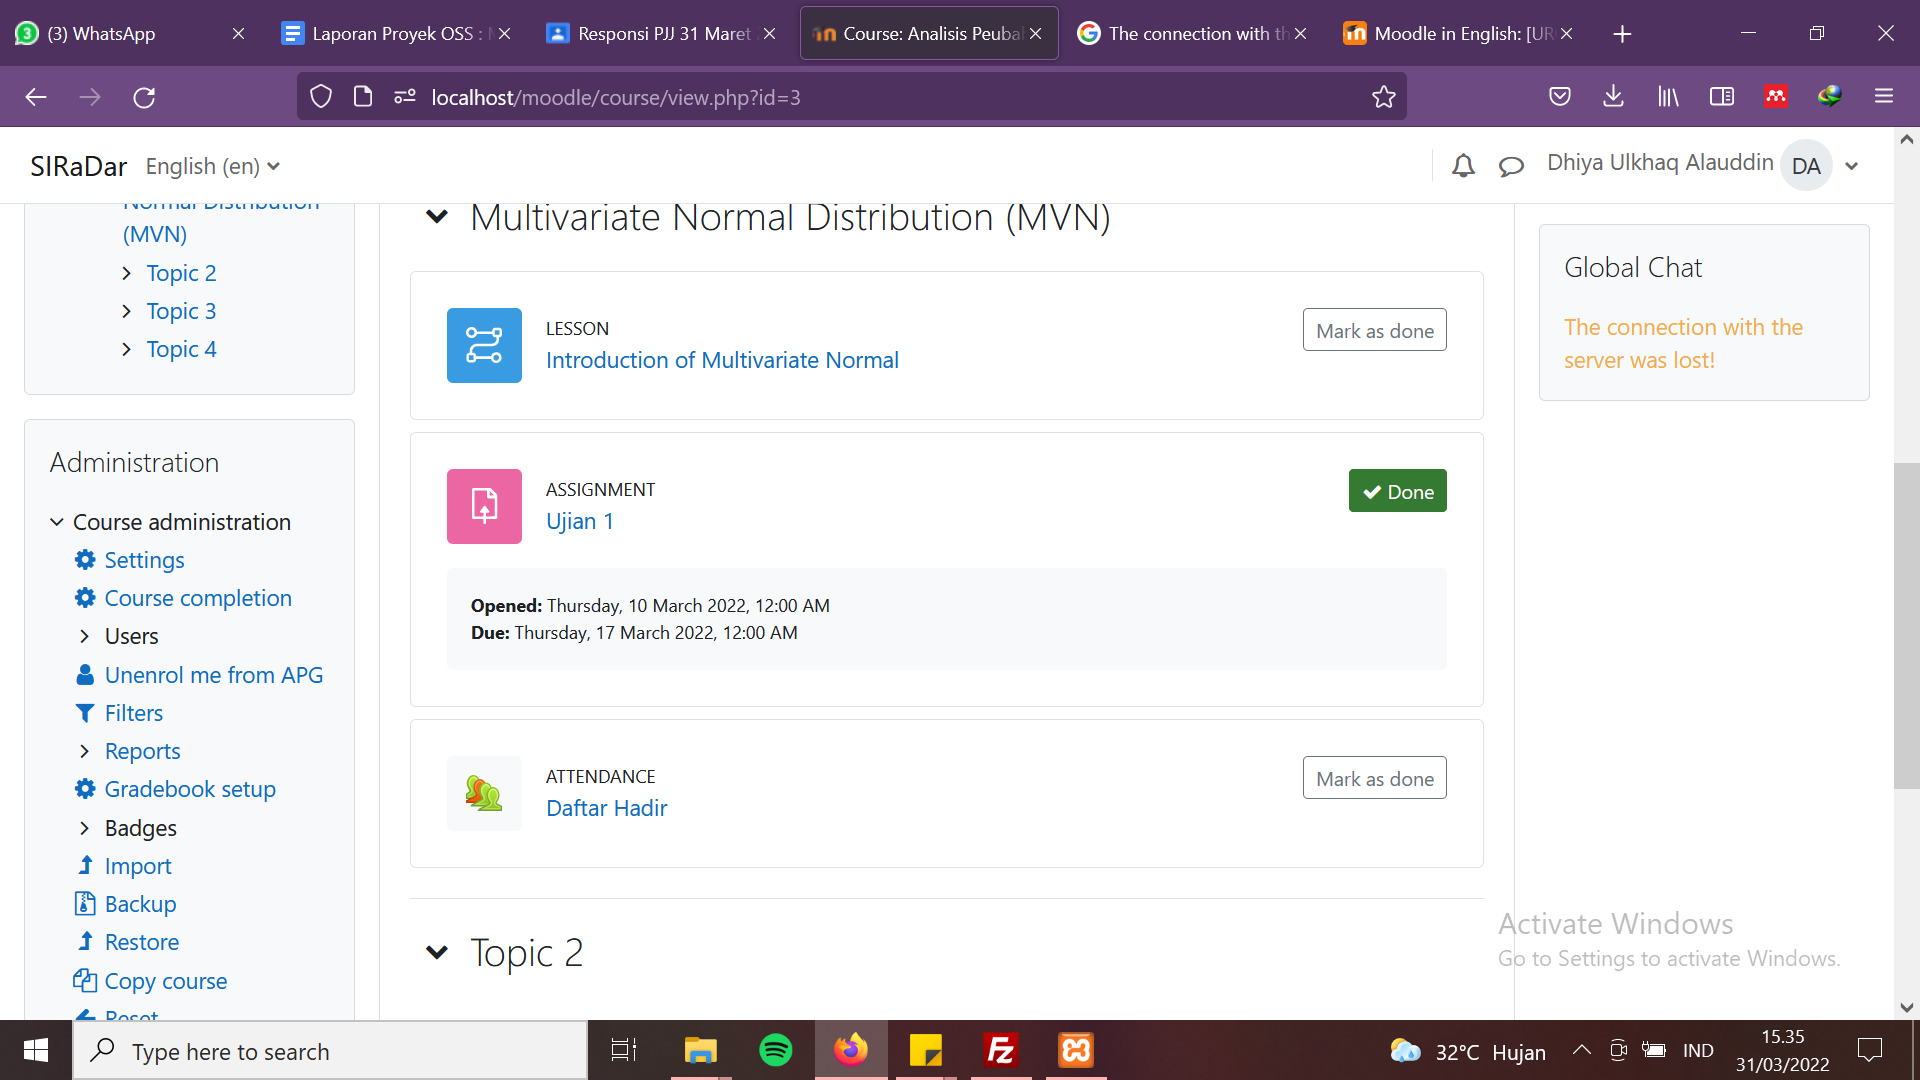 (3) WhatsApp
Laporan Proyek OSS :
Responsi PJJ 31 Maret
Course: Analisis Peuba
The connection with th
Moodle in English: [UR
localhost/moodle/course/view.php?id=3
SIRaDar
English (en)
Dhiya Ulkhaq Alauddin
DA
Normal Distribution
(MVN)
Topic 2
Topic 3
Topic 4
Administration
Course administration
Settings
Course completion
Users
Unenrol me from APG
Filters
Reports
Gradebook setup
Badges
Import
Backup
Restore
Copy course
Reset
Multivariate Normal Distribution (MVN)
LESSON
Introduction of Multivariate Normal
Mark as done
ASSIGNMENT
Ujian 1
Done
Opened: Thursday, 10 March 2022, 12:00 AM
Due: Thursday, 17 March 2022, 12:00 AM
ATTENDANCE
Daftar Hadir
Mark as done
Topic 2
Global Chat
The connection with the
server was lost!
Activate Windows
Go to Settings to activate Windows.
Type here to search
32°C Hujan
IND
15.35
31/03/2022